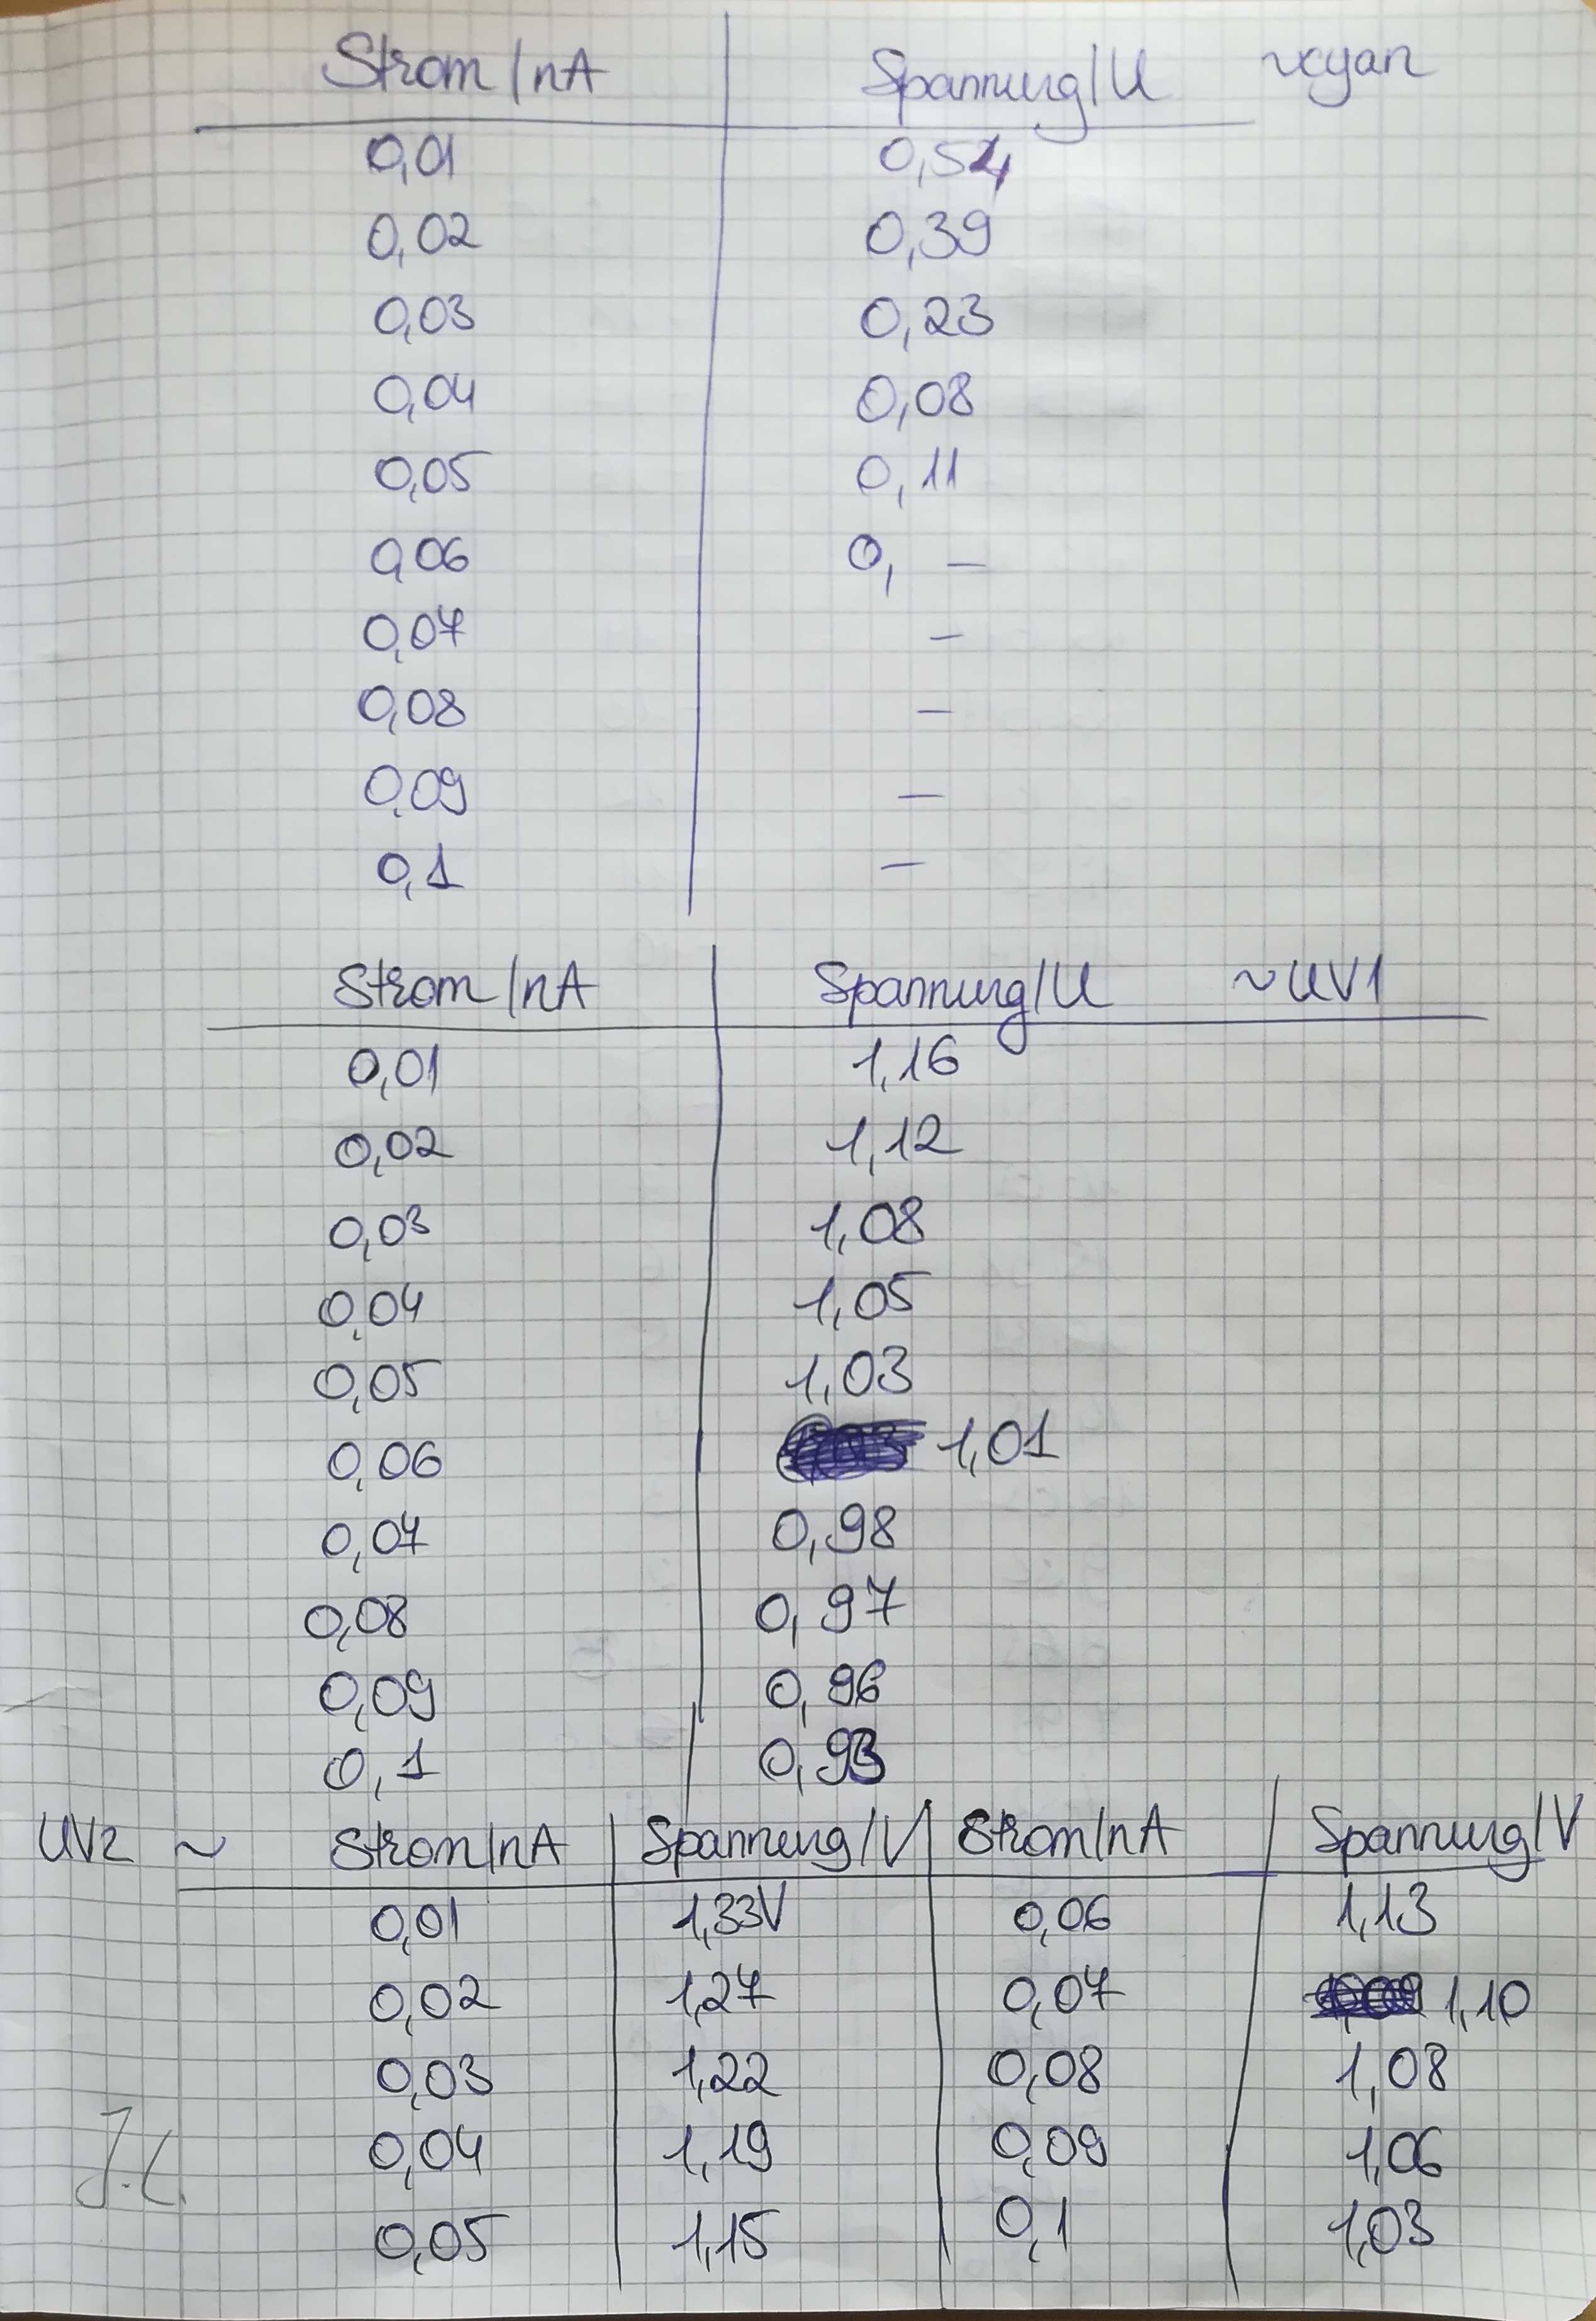 Strom/nA Spannung/U ~cyan
0,01 0,54
0,02 0,39
0,03 0,23
0,04 0,08
0,05 0,11
0,06 0, –
0,07 –
0,08 –
0,09 –
0,1 –
Strom/nA Spannung/U ~UV1
0,01 1,16
0,02 1,12
0,03 1,08
0,04 1,05
0,05 1,03
0,06 1,01
0,07 0,98
0,08 0,97
0,09 0,96
0,1 0,93
UV2 ~ Strom/nA Spannung/V Strom/nA Spannung/V
0,01 1,33V 0,06 1,13
0,02 1,27 0,07 1,10
0,03 1,22 0,08 1,08
0,04 1,19 0,09 1,06
0,05 1,15 0,1 1,03